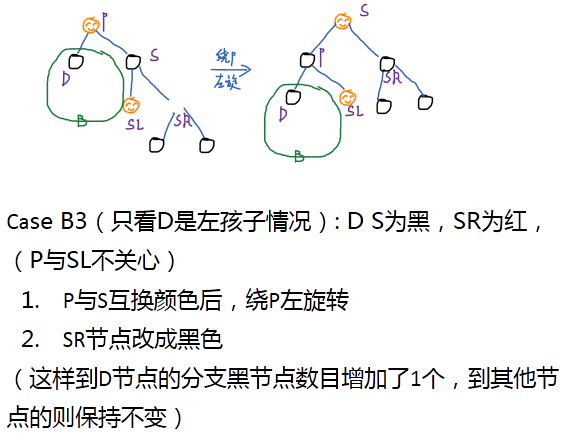 P
S
D
SL
SR
B
绕P
左旋
S
P
SR
D
SL
B
Case B3（只看D是左孩子情况）: D S为黑，SR为红，
（P与SL不关心）
1. P与S互换颜色后，绕P左旋转
2. SR节点改成黑色
（这样到D节点的分支黑节点数目增加了1个，到其他节
点的则保持不变）